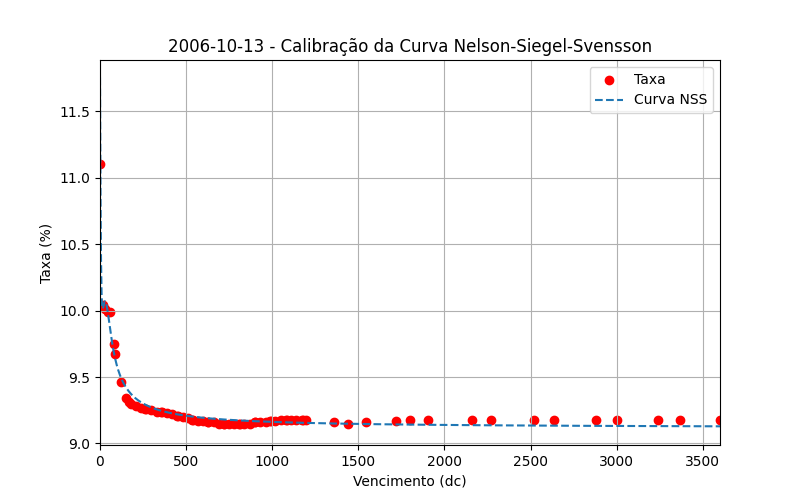 2006-10-13 - Calibração da Curva Nelson-Siegel-Svensson
Taxa
Curva NSS
Taxa (%)
11.5
11.0
10.5
10.0
9.5
9.0
0 500 1000 1500 2000 2500 3000 3500
Vencimento (dc)